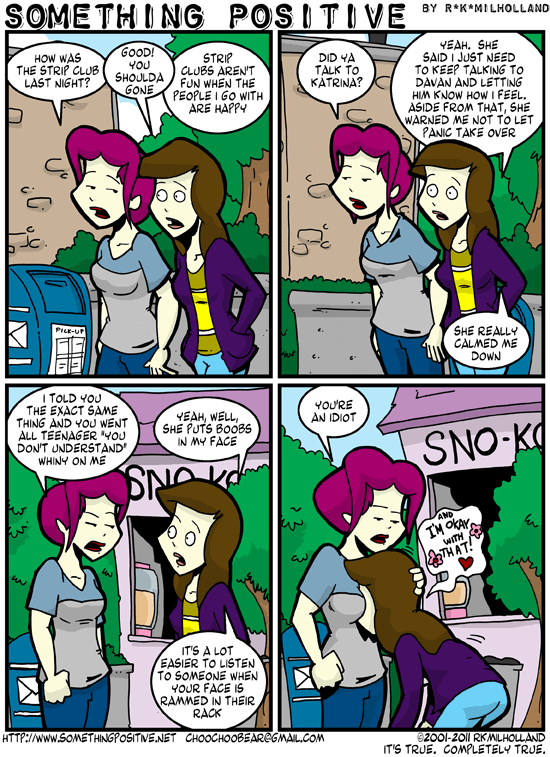 SOMETHING POSITIVE BY R*K*MILHOLLAND
HOW WAS
THE STRIP CLUB
LAST NIGHT?
GOOD!
YOU
SHOULDA
GONE
STRIP
CLUBS AREN'T
FUN WHEN THE
PEOPLE I GO WITH
ARE HAPPY
PICK-UP
DID YA
TALK TO
KATRINA?
YEAH. SHE
SAID I JUST NEED
TO KEEP TALKING TO
DAVAN AND LETTING
HIM KNOW HOW I FEEL.
ASIDE FROM THAT, SHE
WARNED ME NOT TO LET
PANIC TAKE OVER
SHE REALLY
CALMED ME
DOWN
I TOLD YOU
THE EXACT SAME
THING AND YOU WENT
ALL TEENAGER "YOU
DON'T UNDERSTAND"
WHINY ON ME
YEAH, WELL,
SHE PUTS BOOBS
IN MY FACE
SNO-KO
IT'S A LOT
EASIER TO LISTEN
TO SOMEONE WHEN
YOUR FACE IS
RAMMED IN THEIR
RACK
YOU'RE
AN IDIOT
SNO-KO
AND
I'M OKAY
WITH
THAT!
HTTP://WWW.SOMETHINGPOSITIVE.NET CHOOCHOOBEAR@GMAIL.COM
©2001-2011 RKMILHOLLAND
IT'S TRUE. COMPLETELY TRUE.